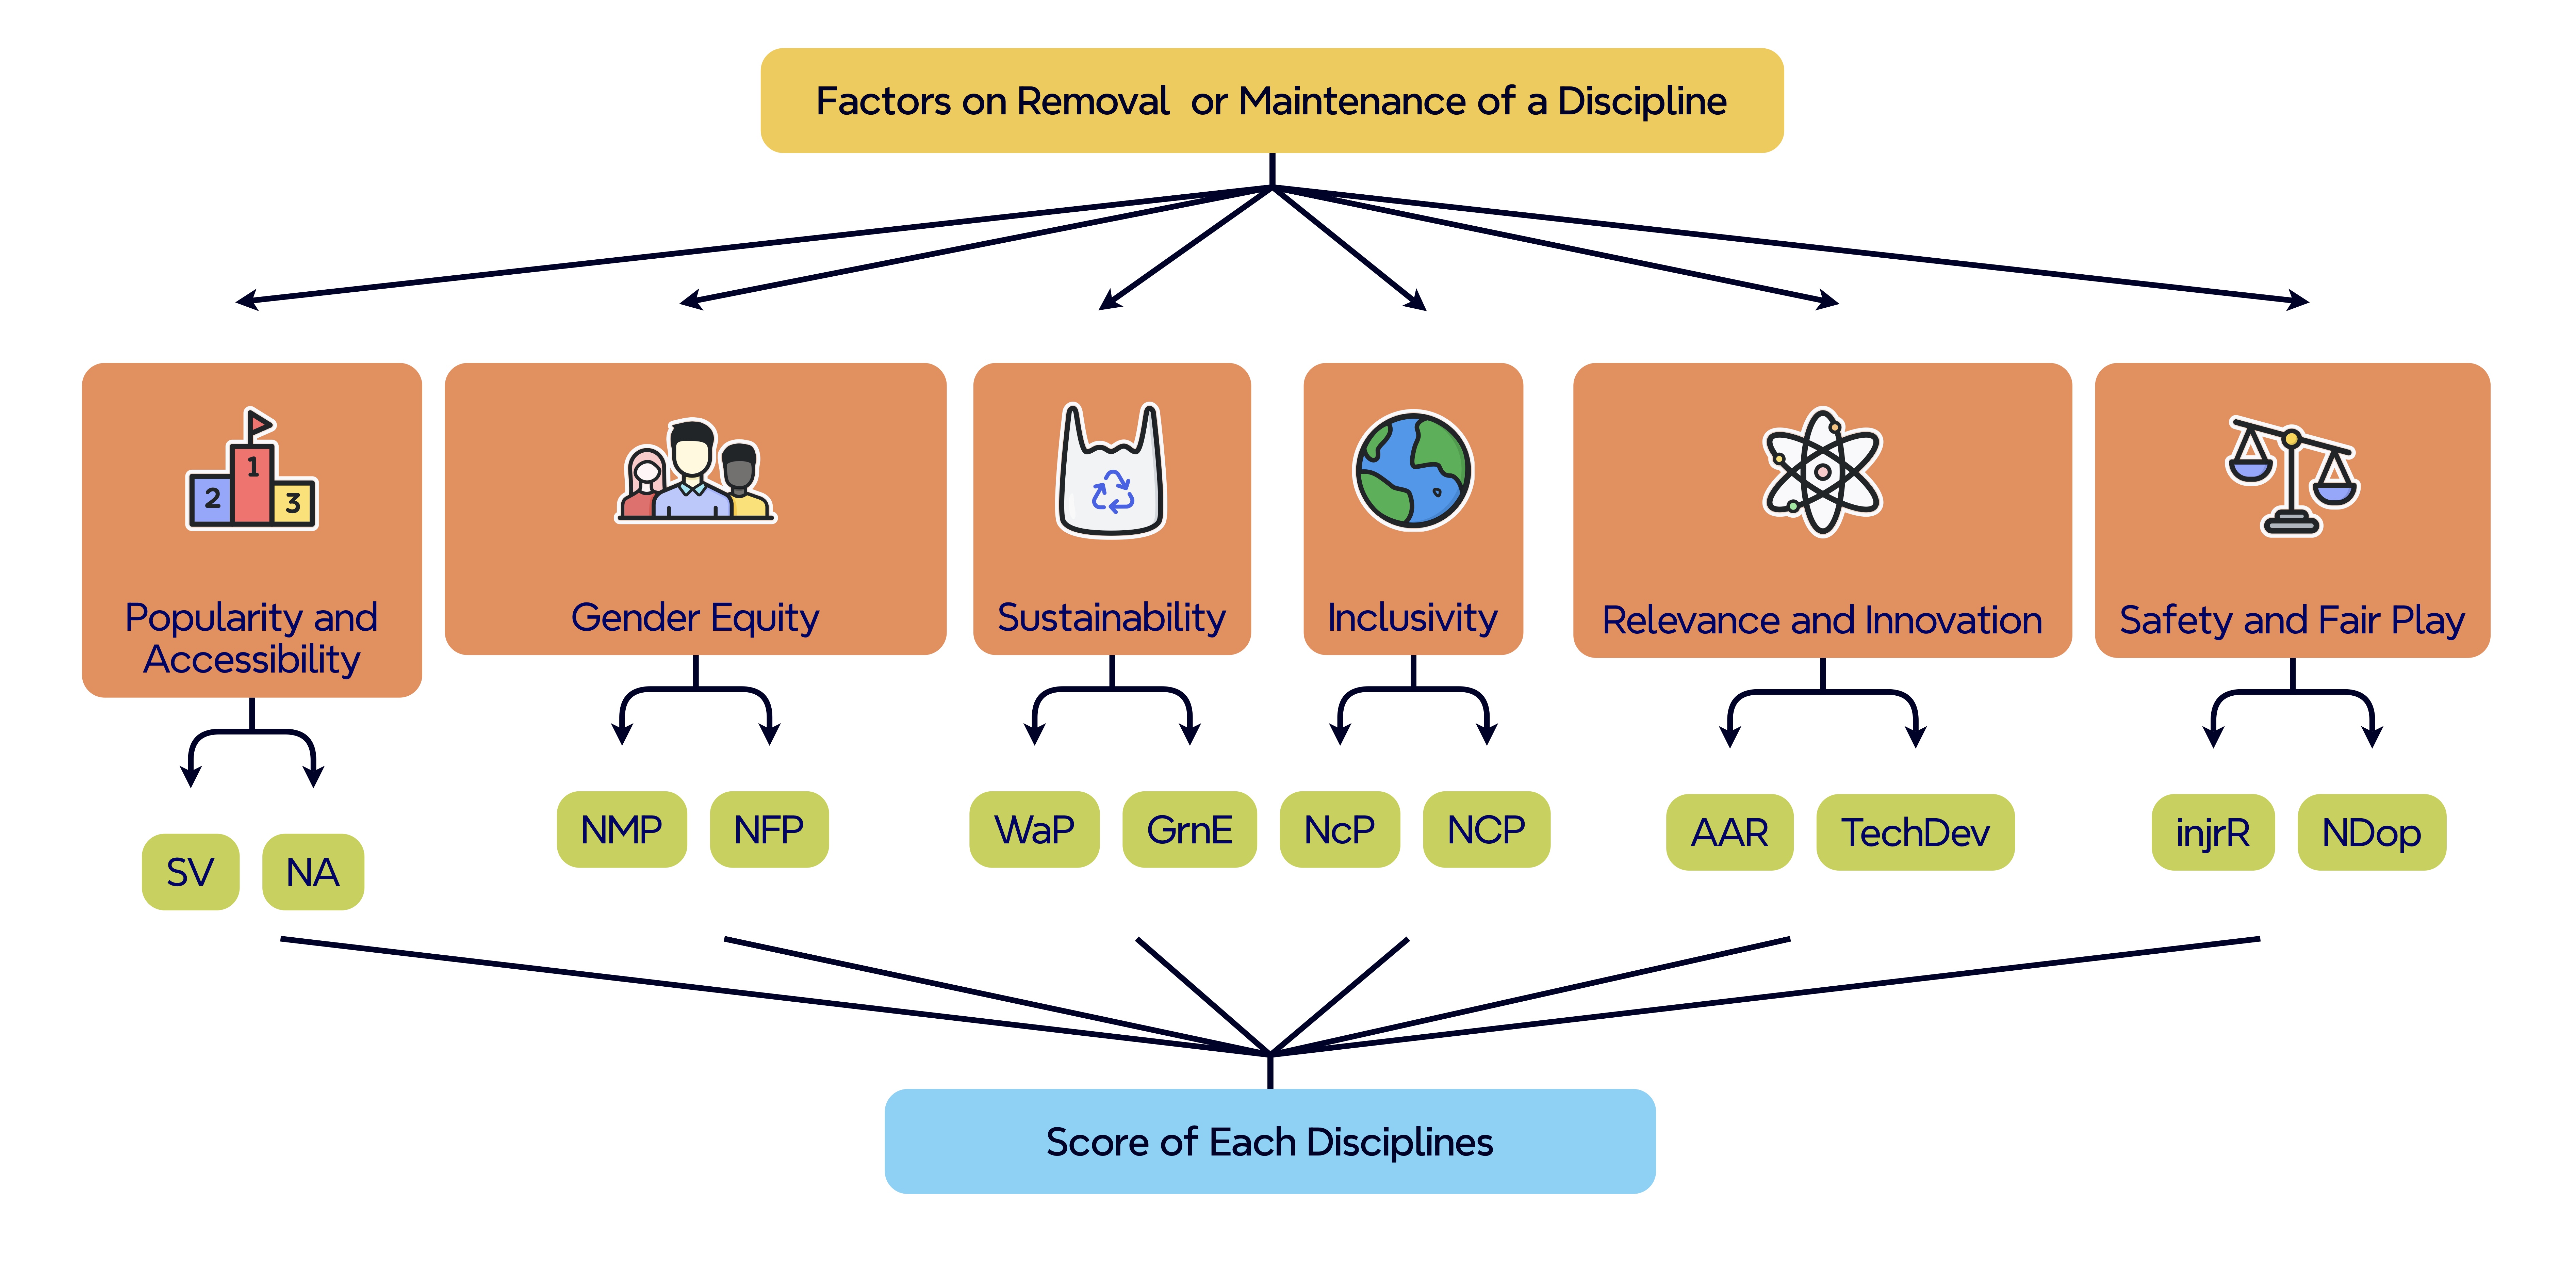 Factors on Removal or Maintenance of a Discipline
1
2
3
Popularity and
Accessibility
Gender Equity
Sustainability
Inclusivity
Relevance and Innovation
Safety and Fair Play
SV
NA
NMP
NFP
WaP
GrnE
NcP
NCP
AAR
TechDev
injrR
NDop
Score of Each Disciplines